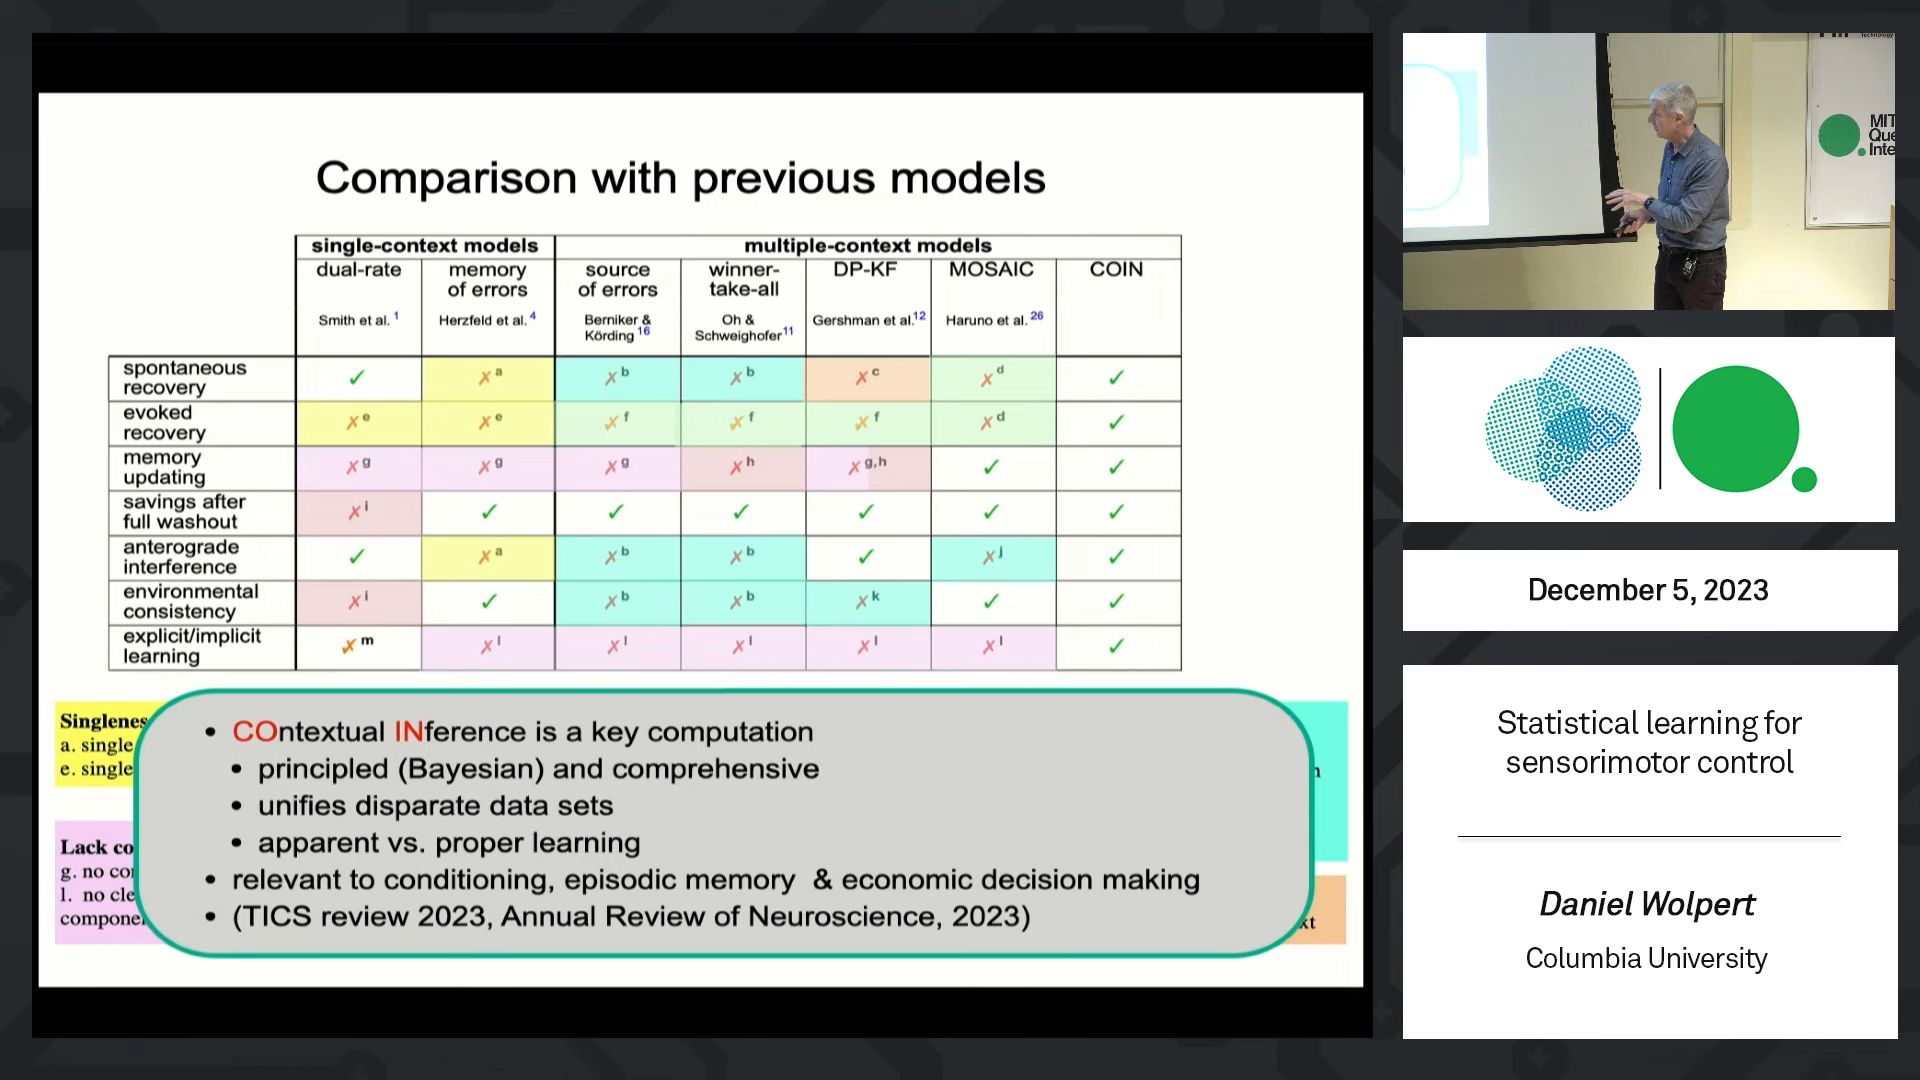 Comparison with previous models
single-context models multiple-context models
dual-rate memory of errors source of errors winner-take-all DP-KF MOSAIC COIN
Smith et al. 1 Herzfeld et al. 4 Berniker & Körding 16 Oh & Schweighofer 11 Gershman et al. 12 Haruno et al. 26
spontaneous recovery ✓ ✗ a ✗ b ✗ b ✗ c ✗ d ✓
evoked recovery ✗ e ✗ e ✗ f ✗ f ✗ f ✗ d ✓
memory updating ✗ g ✗ g ✗ g ✗ h ✗ g,h ✓ ✓
savings after full washout ✗ i ✓ ✓ ✓ ✓ ✓ ✓
anterograde interference ✓ ✗ a ✗ b ✗ b ✓ ✗ j ✓
environmental consistency ✗ i ✓ ✗ b ✗ b ✗ k ✓ ✓
explicit/implicit learning ✗ m ✗ l ✗ l ✗ l ✗ l ✗ l ✓
a. single
e. single
Lack
g. no
l. no
• COntextual INference is a key computation
• principled (Bayesian) and comprehensive
• unifies disparate data sets
• apparent vs. proper learning
• relevant to conditioning, episodic memory & economic decision making
• (TICS review 2023, Annual Review of Neuroscience, 2023)
MIT
December 5, 2023
Statistical learning for
sensorimotor control
Daniel Wolpert
Columbia University